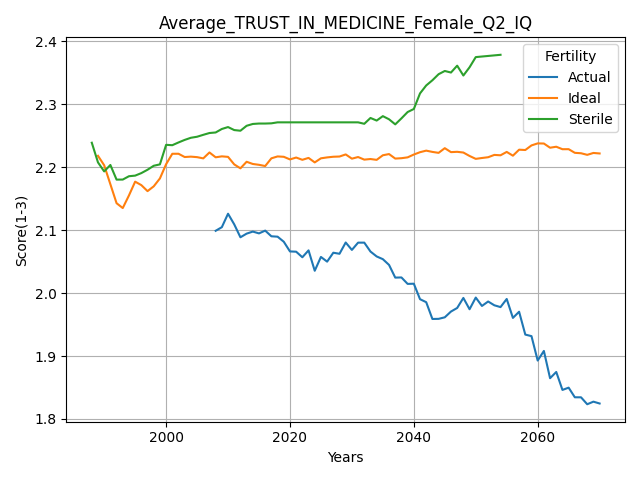 Average_TRUST_IN_MEDICINE_Female_Q2_IQ
Score(1-3)
2.4
2.3
2.2
2.1
2.0
1.9
1.8
Fertility
Actual
Ideal
Sterile
2000
2020
2040
2060
Years